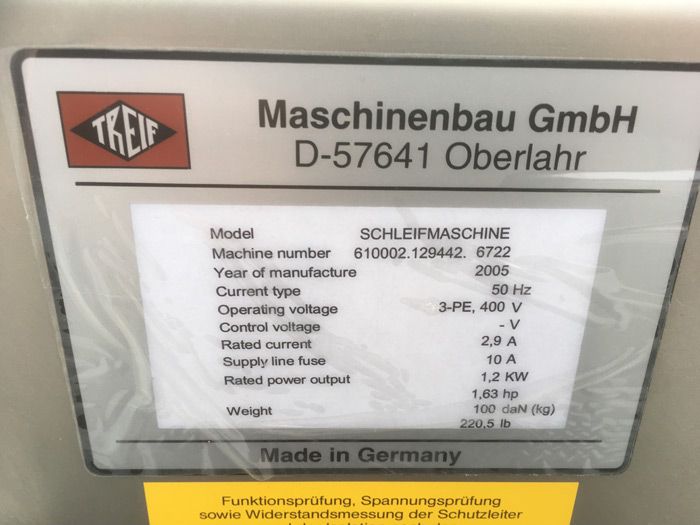 TREIF
Maschinenbau GmbH
D-57641 Oberlahr
Model SCHLEIFMASCHINE
Machine number 610002.129442. 6722
Year of manufacture 2005
Current type 50 Hz
Operating voltage 3-PE, 400 V
Control voltage - V
Rated current 2,9 A
Supply line fuse 10 A
Rated power output 1,2 KW
1,63 hp
Weight 100 daN (kg)
220,5 lb
Made in Germany
Funktionsprüfung, Spannungsprüfung
sowie Widerstandsmessung der Schutzleiter